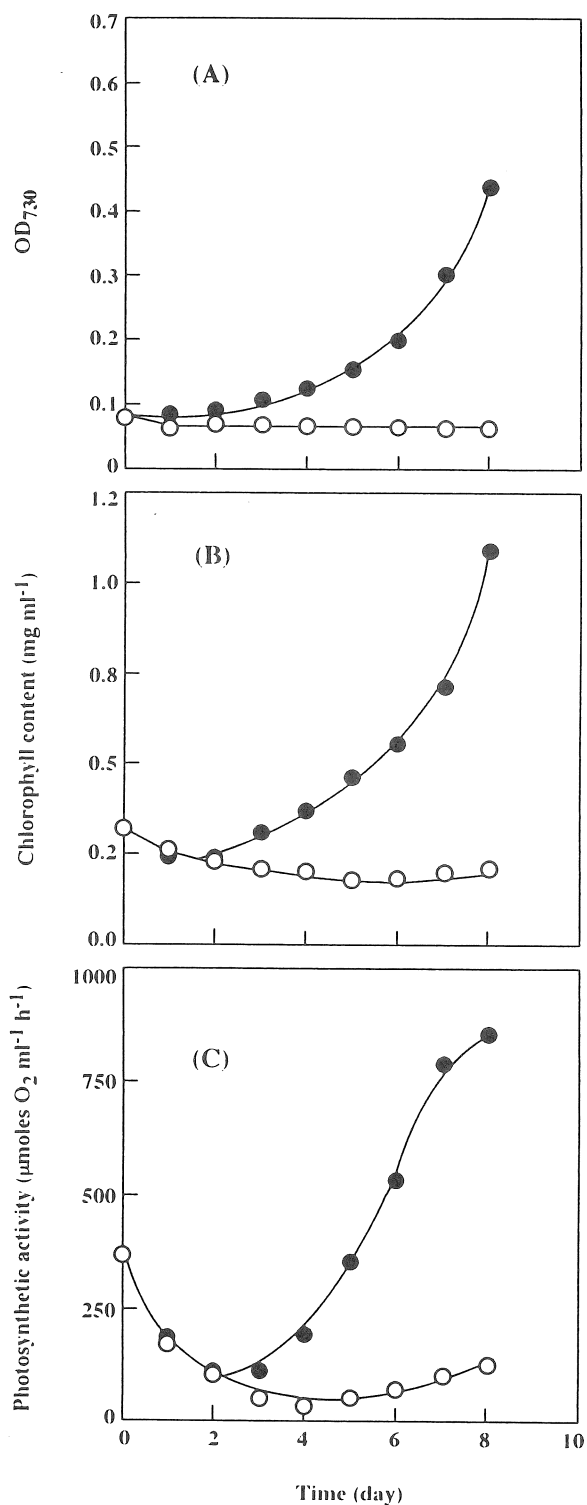 0.7
(A)
0.6
0.5
0.4
OD730
0.3
0.2
0.1
0
1.2
(B)
1.0
0.8
Chlorophyll content (mg ml-1)
0.5
0.2
0.0
1000
(C)
750
Photosynthetic activity (μmoles O2 ml-1 h-1)
500
250
0
0 2 4 6 8 10
Time (day)